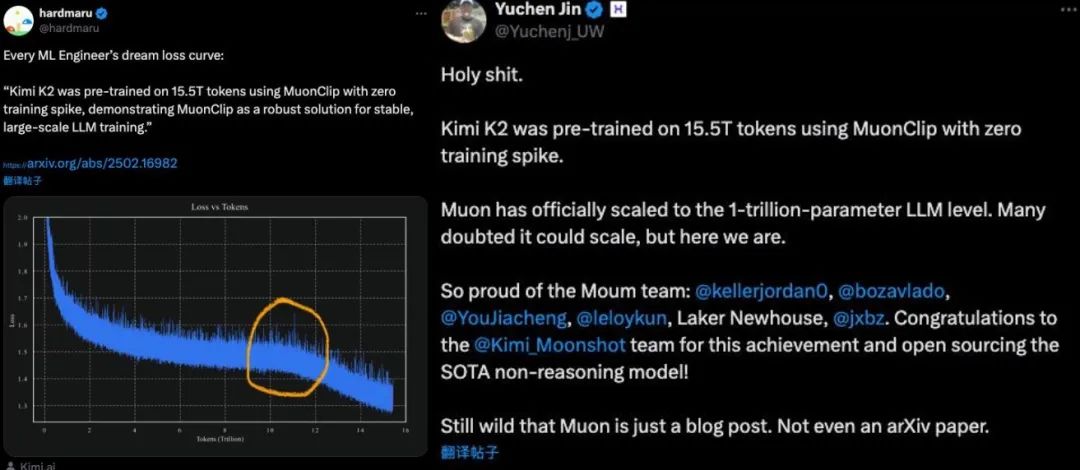 hardmaru
@hardmaru
Every ML Engineer's dream loss curve:
“Kimi K2 was pre-trained on 15.5T tokens using MuonClip with zero
training spike, demonstrating MuonClip as a robust solution for stable,
large-scale LLM training.”
https://arxiv.org/abs/2502.16982
翻译帖子
Loss vs Tokens
2.0
1.9
1.8
1.7
1.6
1.5
1.4
1.3
Loss
0 2 4 6 8 10 12 14 16
Tokens (Trillion)
Kimi.ai
Yuchen Jin
@Yuchenj_UW
Holy shit.
Kimi K2 was pre-trained on 15.5T tokens using MuonClip with zero
training spike.
Muon has officially scaled to the 1-trillion-parameter LLM level. Many
doubted it could scale, but here we are.
So proud of the Moum team: @kellerjordan0, @bozavlado,
@YouJiacheng, @leloykun, Laker Newhouse, @jxbz. Congratulations to
the @Kimi_Moonshot team for this achievement and open sourcing the
SOTA non-reasoning model!
Still wild that Muon is just a blog post. Not even an arXiv paper.
翻译帖子